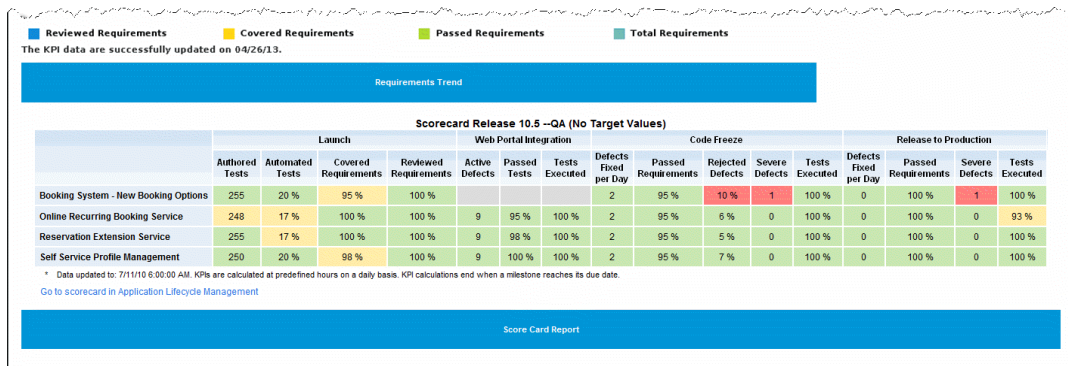 Reviewed Requirements Covered Requirements Passed Requirements Total Requirements
The KPI data are successfully updated on 04/26/13.
Requirements Trend
Scorecard Release 10.5 --QA (No Target Values)
Launch Web Portal Integration Code Freeze Release to Production
Authored Tests Automated Tests Covered Requirements Reviewed Requirements Active Defects Passed Tests Tests Executed Defects Fixed per Day Passed Requirements Rejected Defects Severe Defects Tests Executed Defects Fixed per Day Passed Requirements Severe Defects Tests Executed
Booking System - New Booking Options 255 20 % 95 % 100 % 2 95 % 10 % 1 100 % 0 100 % 1 100 %
Online Recurring Booking Service 248 17 % 100 % 100 % 9 95 % 100 % 2 95 % 6 % 0 100 % 0 100 % 0 93 %
Reservation Extension Service 255 17 % 100 % 100 % 9 98 % 100 % 2 95 % 5 % 0 100 % 0 100 % 0 100 %
Self Service Profile Management 250 20 % 98 % 100 % 9 100 % 100 % 2 95 % 7 % 0 100 % 0 100 % 0 100 %
* Data updated to: 7/11/10 6:00:00 AM. KPIs are calculated at predefined hours on a daily basis. KPI calculations end when a milestone reaches its due date.
Go to scorecard in Application Lifecycle Management
Score Card Report